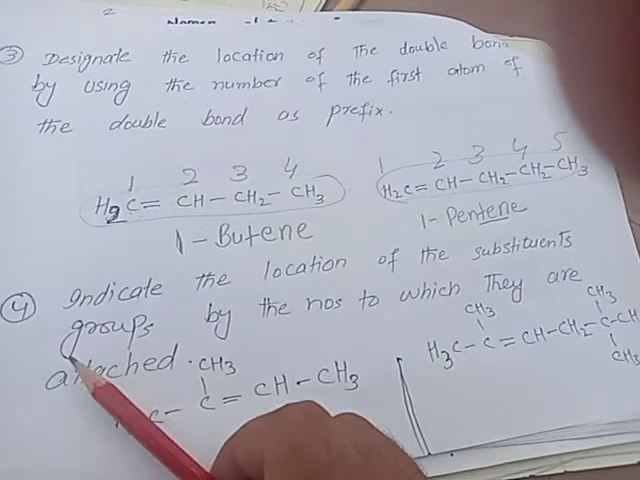 ③ Designate the location of The double bond
by using the number of the first atom of
the double bond as prefix.
1 2 3 4
H2C = CH – CH2 – CH3
1 – Butene
1 2 3 4 5
H2C = CH – CH2 – CH2 – CH3
1 – Pentene
④ Indicate the location of the substituents
groups by the nos to which They are
attached.
CH3
C = CH – CH3
CH3 CH3
H3C – C = CH – CH2 – C – CH
CH3